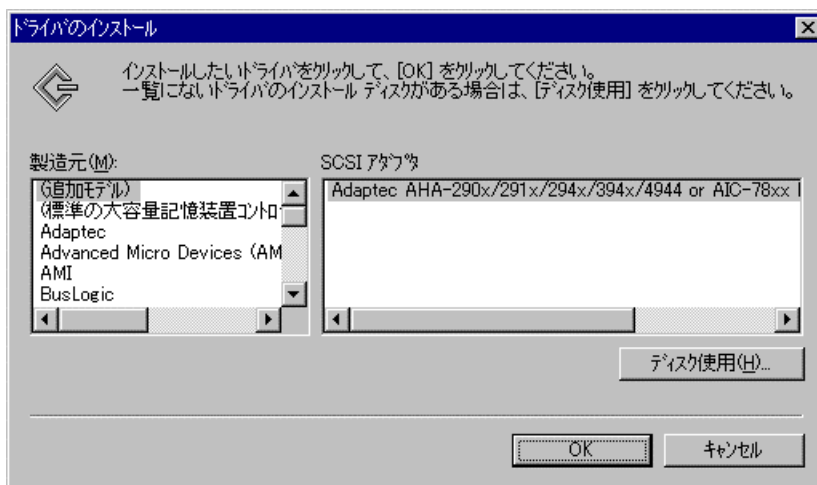 ﾄﾞﾗｲﾊﾞのｲﾝｽﾄｰﾙ
ｲﾝｽﾄｰﾙしたいﾄﾞﾗｲﾊﾞをｸﾘｯｸして、[OK] をｸﾘｯｸしてください。
一覧にないﾄﾞﾗｲﾊﾞのｲﾝｽﾄｰﾙ ﾃﾞｨｽｸがある場合は、[ﾃﾞｨｽｸ使用] をｸﾘｯｸしてください。
製造元(M):
(追加ﾓﾃﾞﾙ)
(標準の大容量記憶装置ｺﾝﾄﾛ
Adaptec
Advanced Micro Devices (AM
AMI
BusLogic
SCSI ｱﾀﾞﾌﾟﾀ
Adaptec AHA-290x/291x/294x/394x/4944 or AIC-78xx
ﾃﾞｨｽｸ使用(H)...
OK
ｷｬﾝｾﾙ